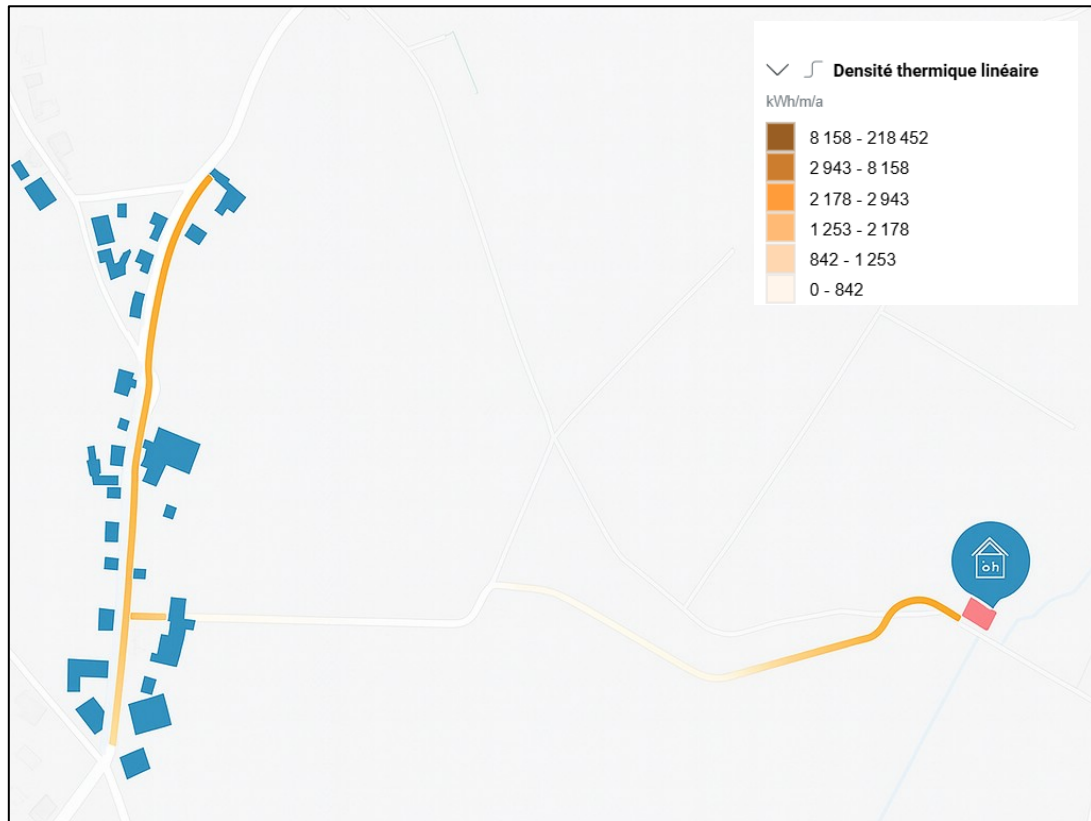 Densité thermique linéaire
kWh/m/a
8 158 - 218 452
2 943 - 8 158
2 178 - 2 943
1 253 - 2 178
842 - 1 253
0 - 842
öh